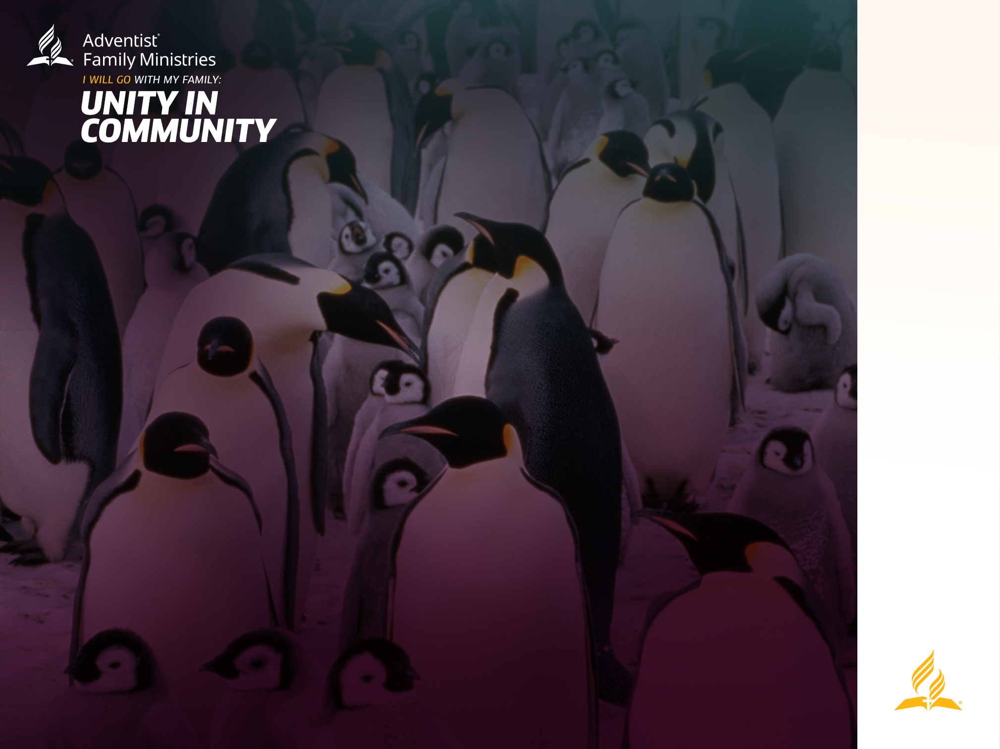 Adventist®
Family Ministries
I WILL GO WITH MY FAMILY:
UNITY IN
COMMUNITY
®
®